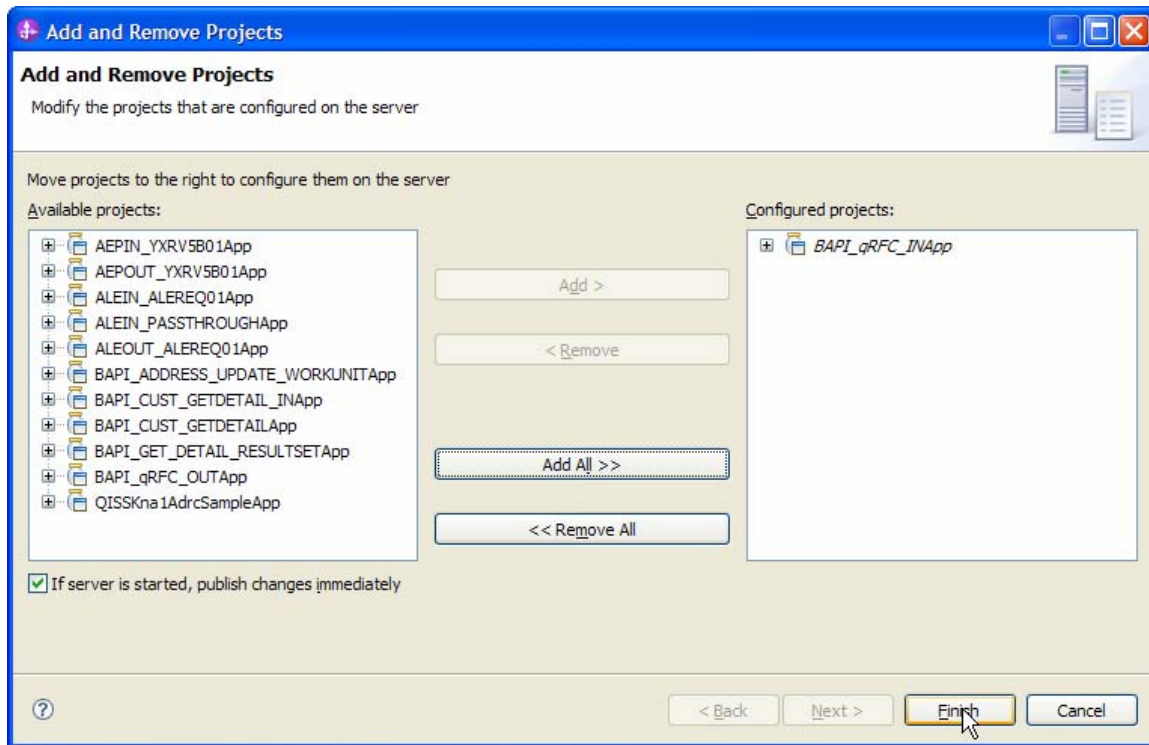 Add and Remove Projects
Add and Remove Projects
Modify the projects that are configured on the server
Move projects to the right to configure them on the server
Available projects:
Configured projects:
AEPIN_YXRV5B01App
AEPOUT_YXRV5B01App
ALEIN_ALEREQ01App
ALEIN_PASSTHROUGHApp
ALEOUT_ALEREQ01App
BAPI_ADDRESS_UPDATE_WORKUNITApp
BAPI_CUST_GETDETAIL_INApp
BAPI_CUST_GETDETAILApp
BAPI_GET_DETAIL_RESULTSETApp
BAPI_qRFC_OUTApp
QISSKna1AdrcSampleApp
Add >
< Remove
Add All >>
<< Remove All
BAPI_qRFC_INApp
If server is started, publish changes immediately
?
< Back
Next >
Finish
Cancel